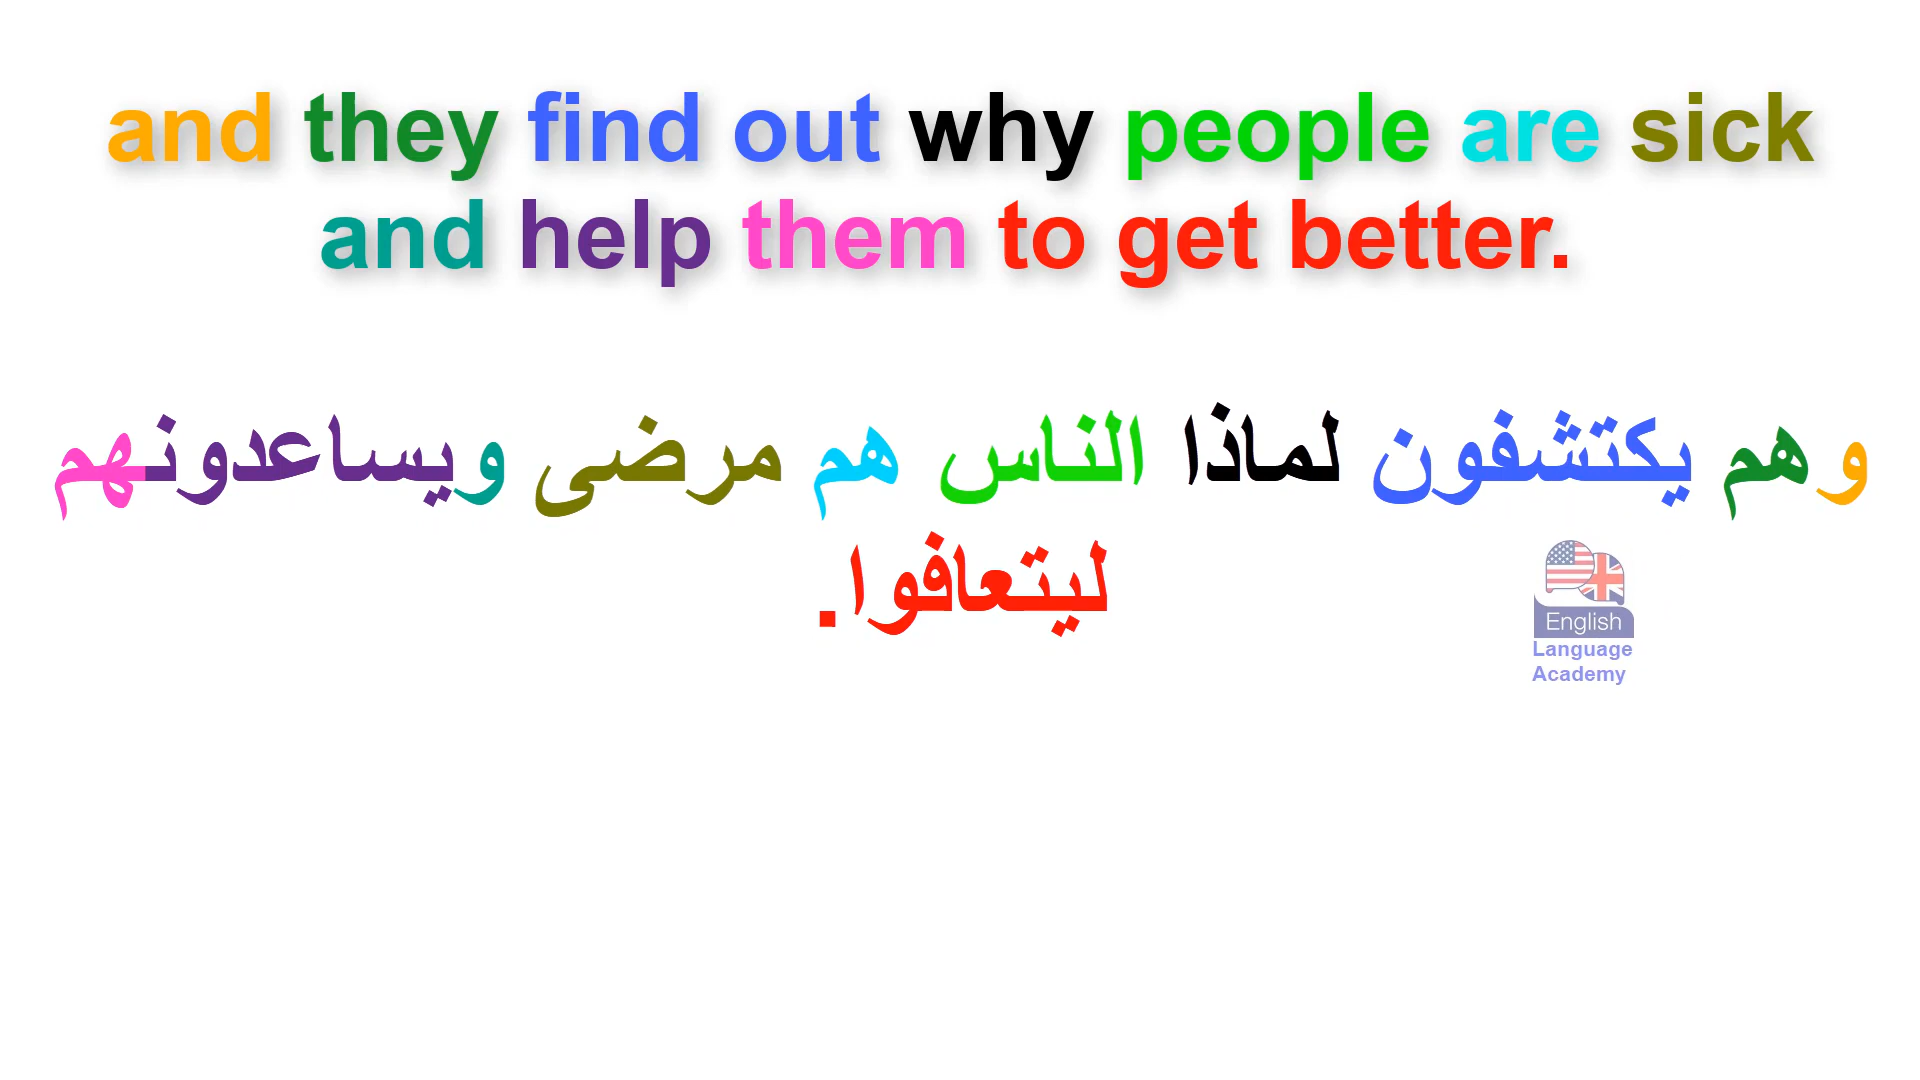 and they find out why people are sick
and help them to get better.
وهم يكتشفون لماذا الناس هم مرضى ويساعدونهم
ليتعافوا.
English
Language
Academy